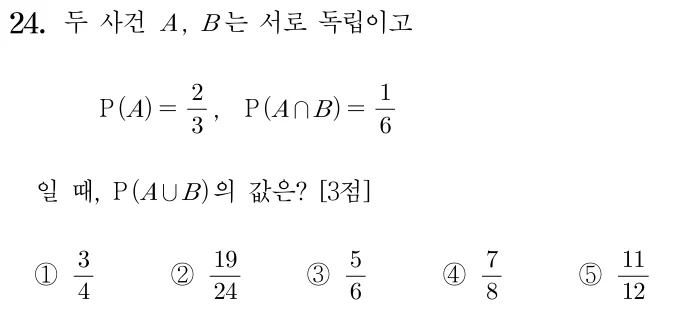 24. 두 사건 A, B는 서로 독립이고
P(A) = 2/3, P(A∩B) = 1/6
일 때, P(A∪B)의 값은? [3점]
① 3/4 ② 19/24 ③ 5/6 ④ 7/8 ⑤ 11/12